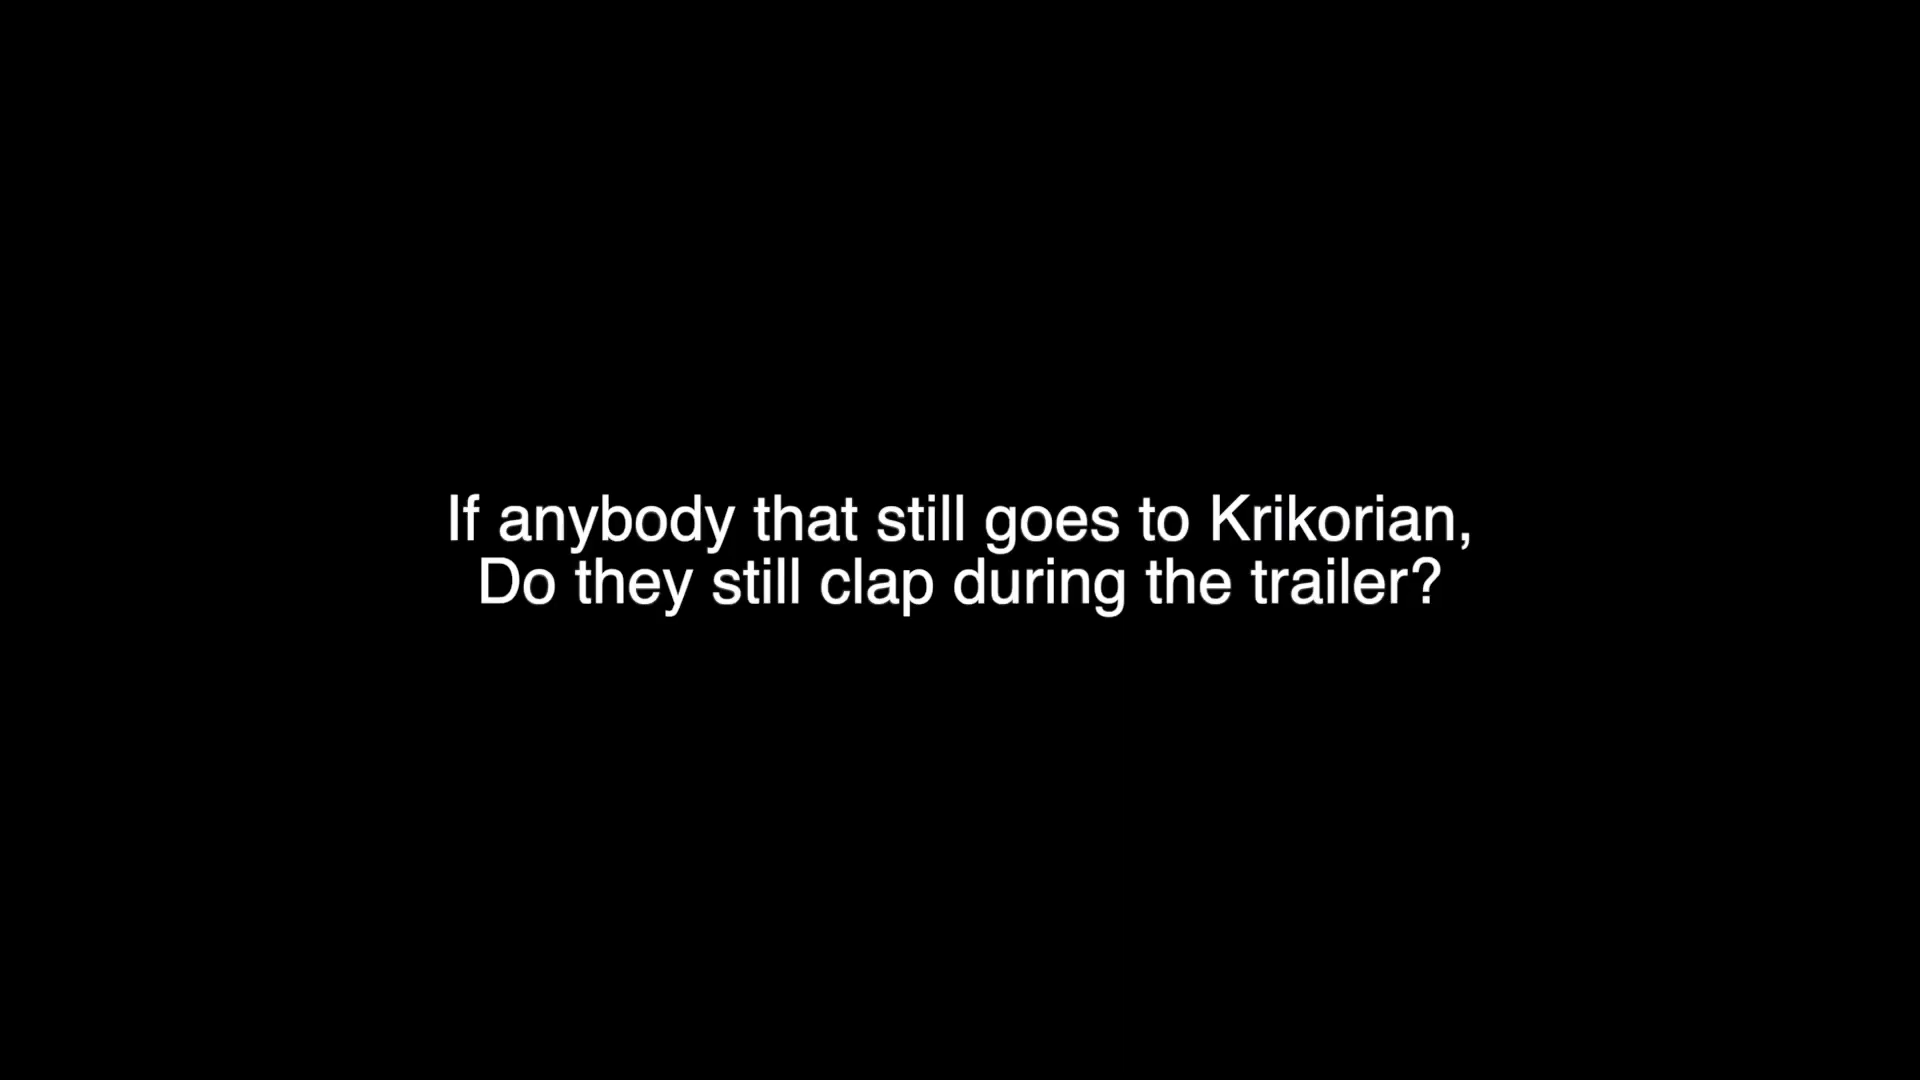 If anybody that still goes to Krikorian,
Do they still clap during the trailer?